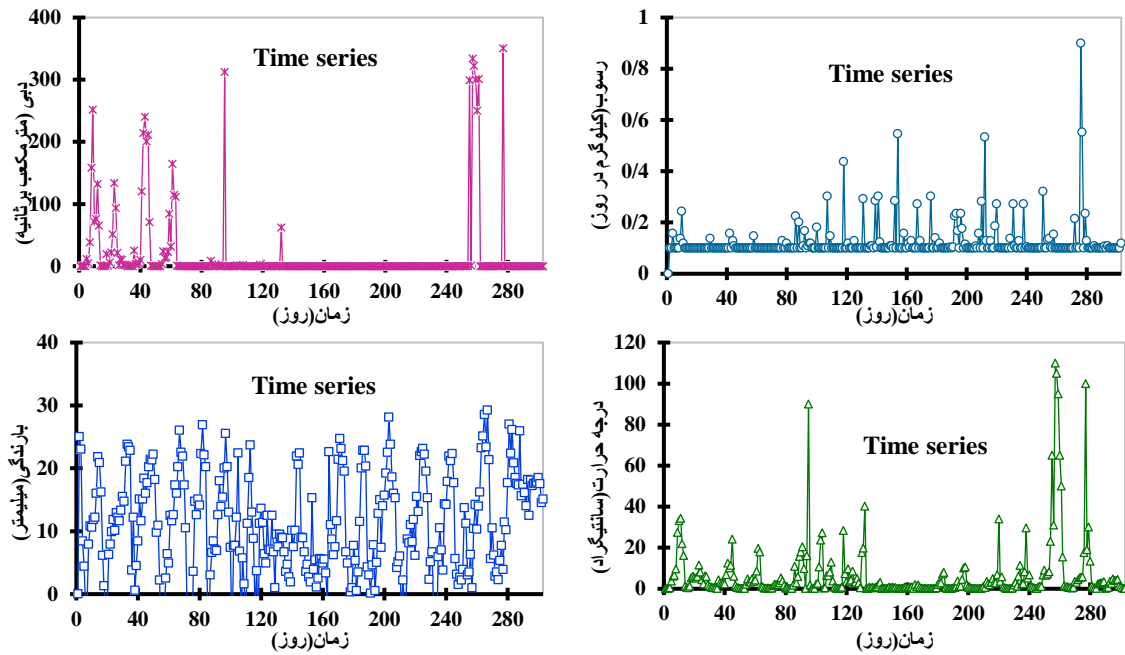 400
300
200
100
0
دبی (متر مکعب بر ثانیه)
Time series
0 40 80 120 160 200 240 280
زمان(روز)
1
0/8
0/6
0/4
0/2
0
رسوب(کیلوگرم در روز)
Time series
0 40 80 120 160 200 240 280
زمان(روز)
40
30
20
10
0
بارندگی(میلیمتر)
Time series
0 40 80 120 160 200 240 280
زمان(روز)
120
100
80
60
40
20
0
درجه حرارت(سانتیگراد)
Time series
0 40 80 120 160 200 240 280
زمان(روز)